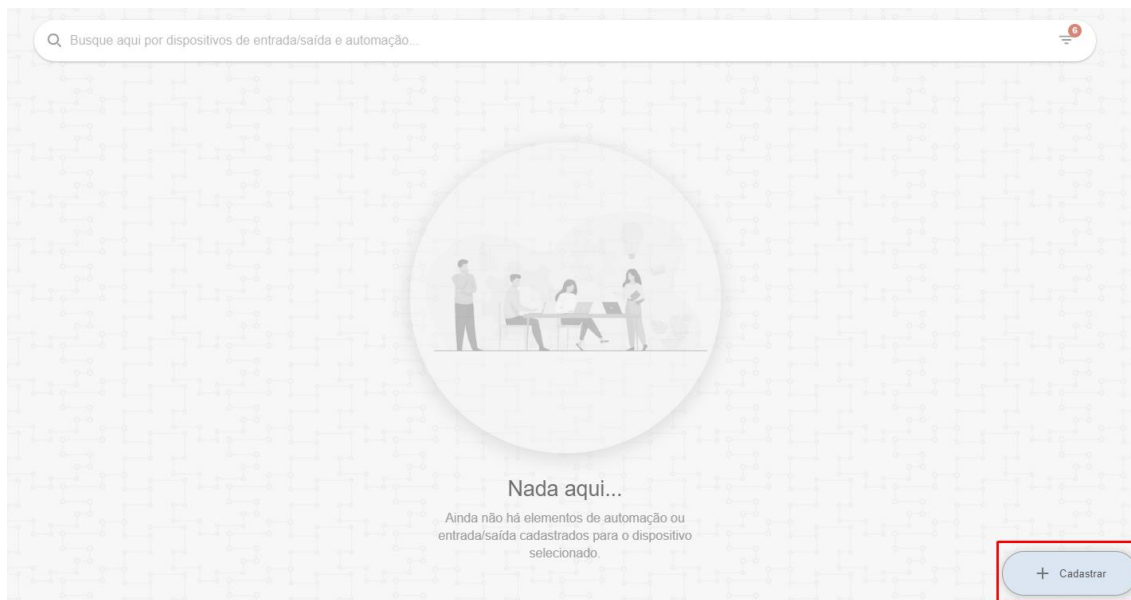 Busque aqui por dispositivos de entrada/saída e automação...
6
Nada aqui...
Ainda não há elementos de automação ou
entrada/saída cadastrados para o dispositivo
selecionado.
+ Cadastrar